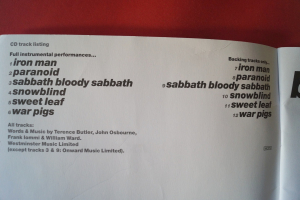 CD track listing
Full instrumental performances...
1 iron man
2 paranoid
3 sabbath bloody sabbath
4 snowblind
5 sweet leaf
6 war pigs
Backing tracks only...
7 iron man
8 paranoid
9 sabbath bloody sabbath
10 snowblind
11 sweet leaf
12 war pigs
All tracks:
Words & Music by Terence Butler, John Osbourne,
Frank Iommi & William Ward.
Westminster Music Limited
(except tracks 3 & 9: Onward Music Limited).